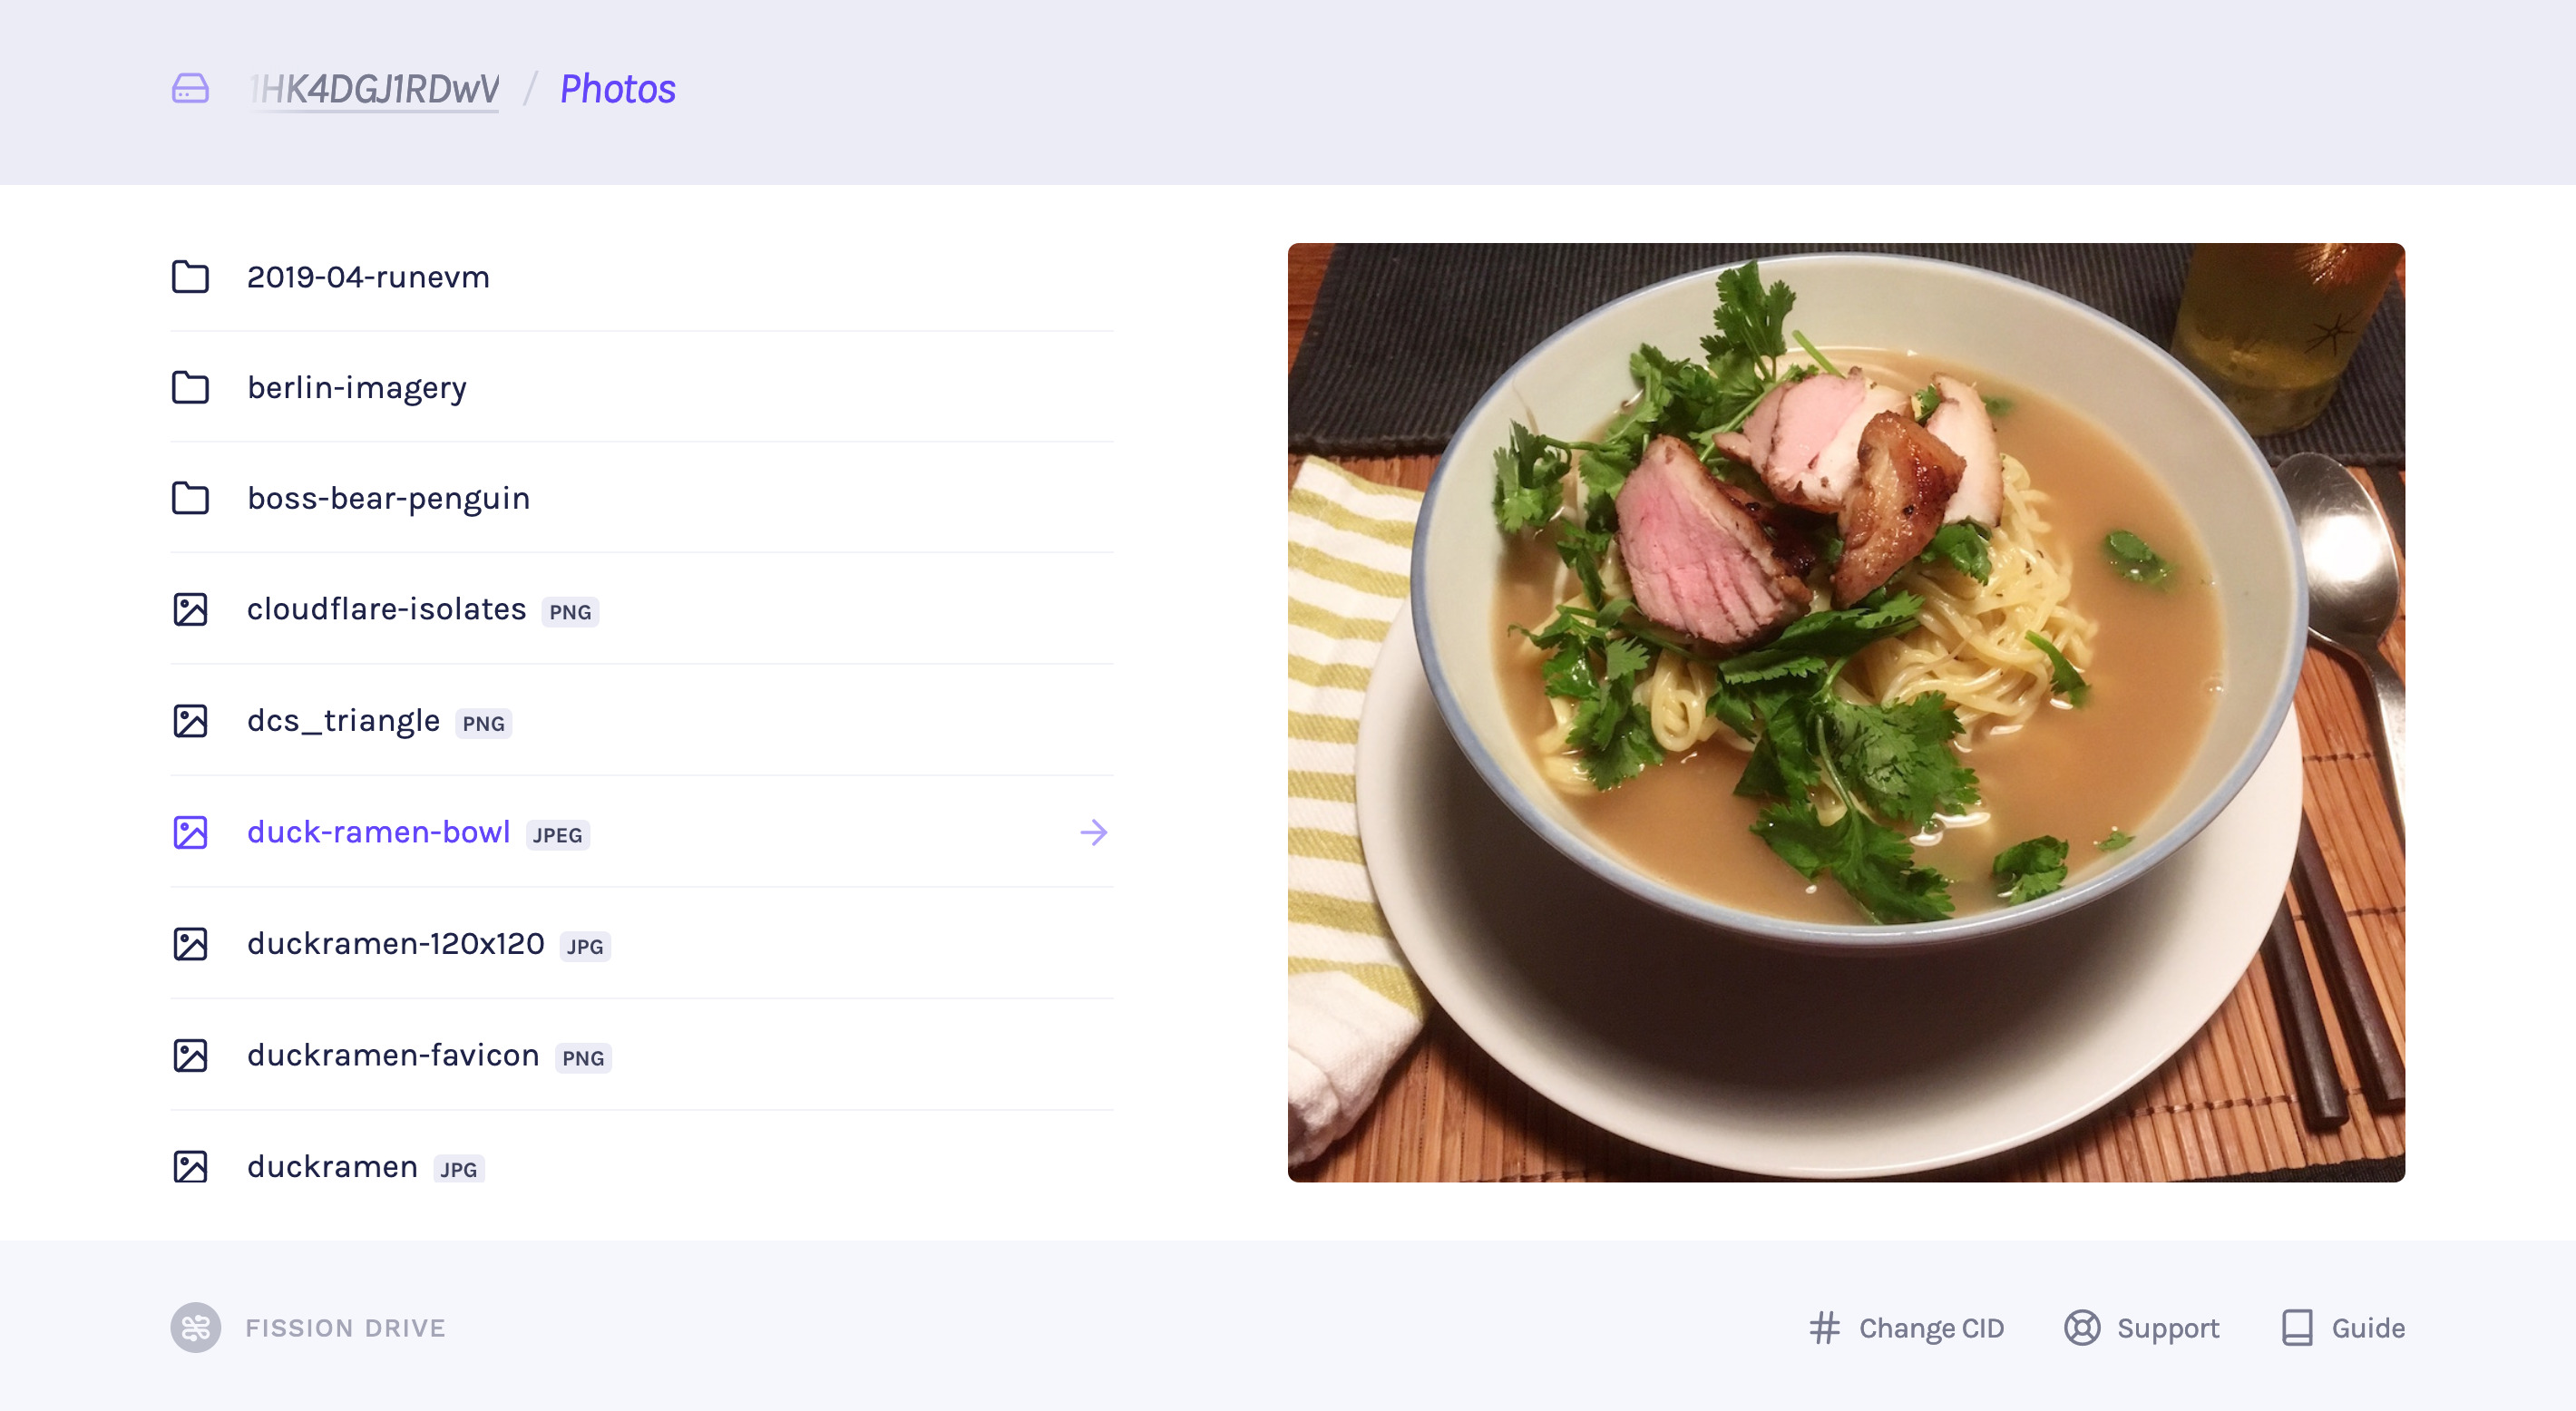 1HK4DGJ1RDwV / Photos
2019-04-runevm
berlin-imagery
boss-bear-penguin
cloudflare-isolates PNG
dcs_triangle PNG
duck-ramen-bowl JPEG
duckramen-120x120 JPG
duckramen-favicon PNG
duckramen JPG
FISSION DRIVE
Change CID Support Guide